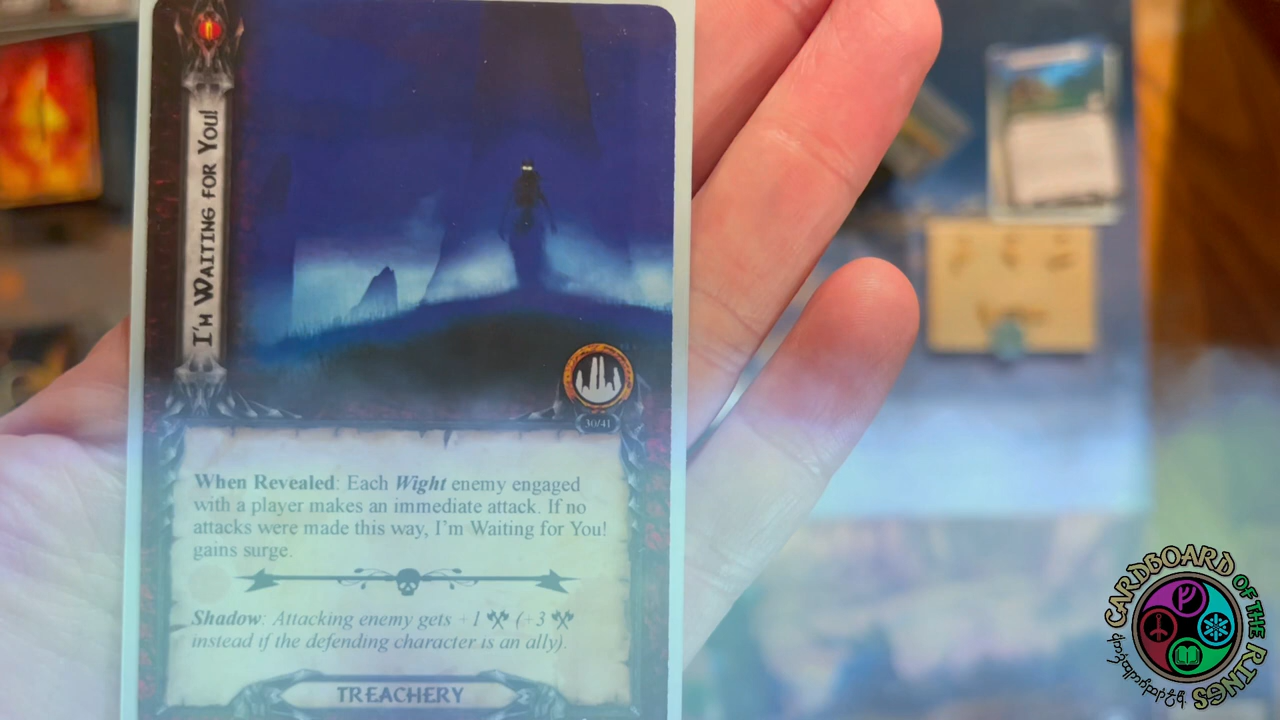 I'm Waiting for You!
30/41
When Revealed: Each Wight enemy engaged
with a player makes an immediate attack. If no
attacks were made this way, I'm Waiting for You!
gains surge.
Shadow: Attacking enemy gets +1 (+3
instead if the defending character is an ally).
TREACHERY
CARDBOARD OF THE RINGS